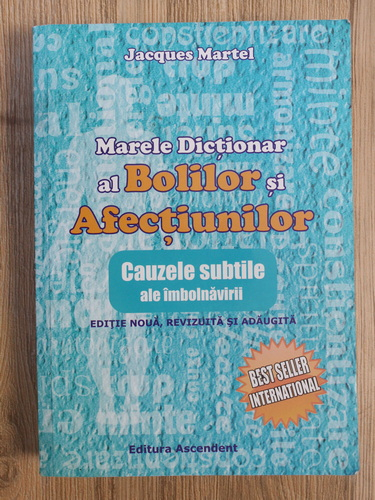 Jacques Martel
Marele Dicționar
al Bolilor și
Afecțiunilor
Cauzele subtile
ale îmbolnăvirii
EDIȚIE NOUĂ, REVIZUITĂ ȘI ADĂUGITĂ
BEST SELLER
INTERNATIONAL
Editura Ascendent